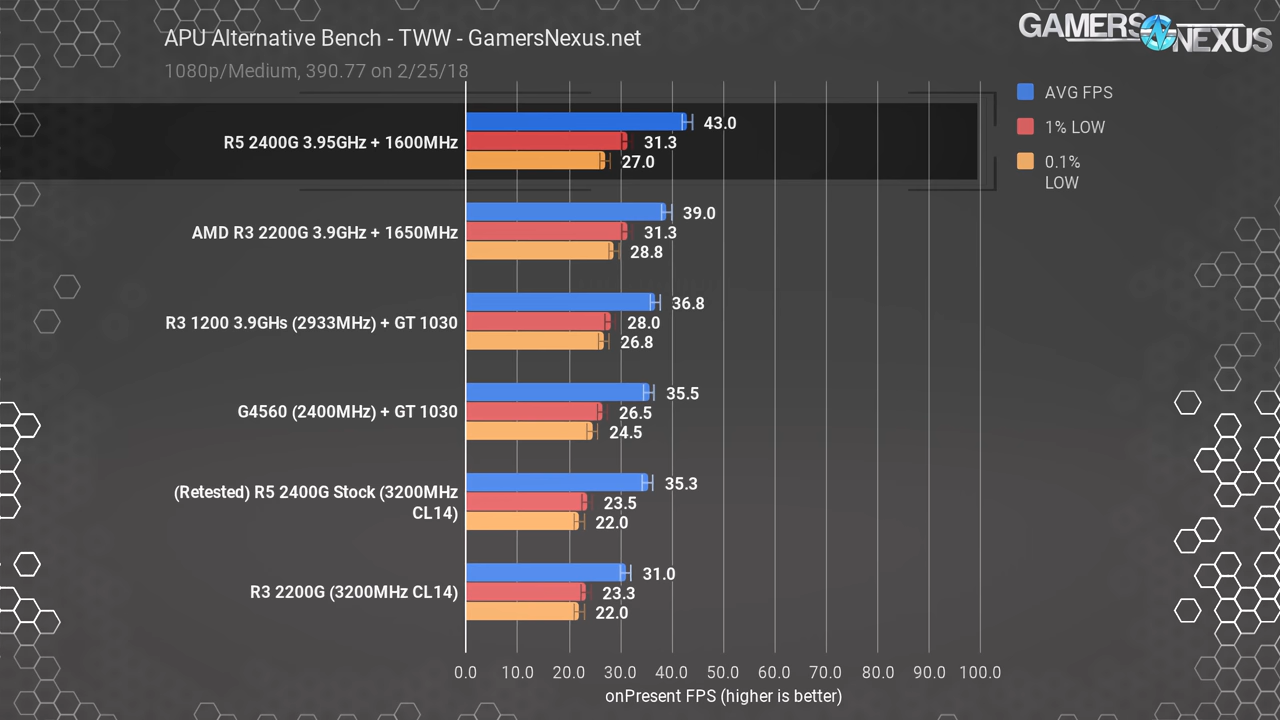 APU Alternative Bench - TWW - GamersNexus.net
1080p/Medium, 390.77 on 2/25/18
GAMERS NEXUS
AVG FPS
1% LOW
0.1%
LOW
R5 2400G 3.95GHz + 1600MHz
43.0
31.3
27.0
AMD R3 2200G 3.9GHz + 1650MHz
39.0
31.3
28.8
R3 1200 3.9GHs (2933MHz) + GT 1030
36.8
28.0
26.8
G4560 (2400MHz) + GT 1030
35.5
26.5
24.5
(Retested) R5 2400G Stock (3200MHz
CL14)
35.3
23.5
22.0
R3 2200G (3200MHz CL14)
31.0
23.3
22.0
0.0 10.0 20.0 30.0 40.0 50.0 60.0 70.0 80.0 90.0 100.0
onPresent FPS (higher is better)